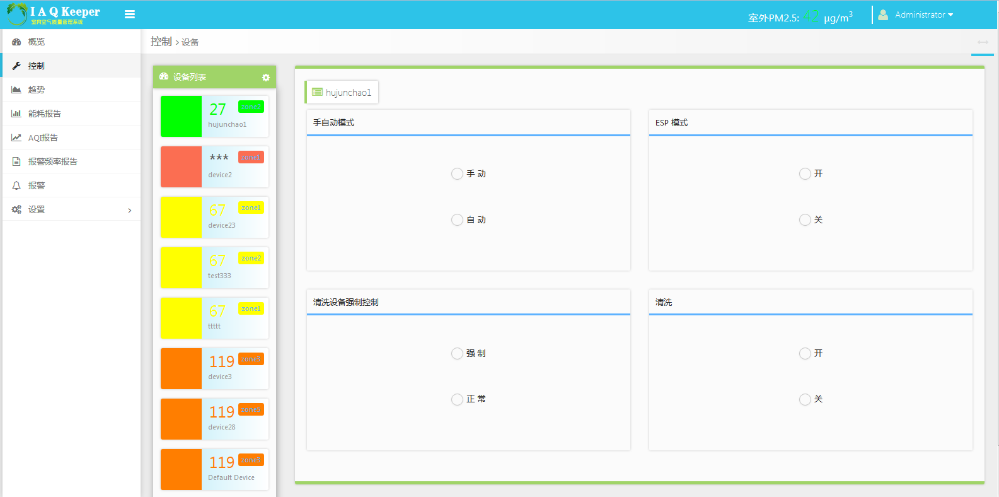 I A Q Keeper
室内空气质量管理系统
室外PM2.5: 42 μg/m³
Administrator
概览
控制
趋势
能耗报告
AQI报告
报警频率报告
报警
设置
控制 > 设备
设备列表
27 zone2
hujunchao1
*** zone1
device2
67 zone1
device23
67 zone2
test333
67 zone1
ttttt
119 zone3
device3
119 zone5
device28
119 zone3
Default Device
hujunchao1
手自动模式
手 动
自 动
ESP 模式
开
关
清洗设备强制控制
强 制
正 常
清洗
开
关